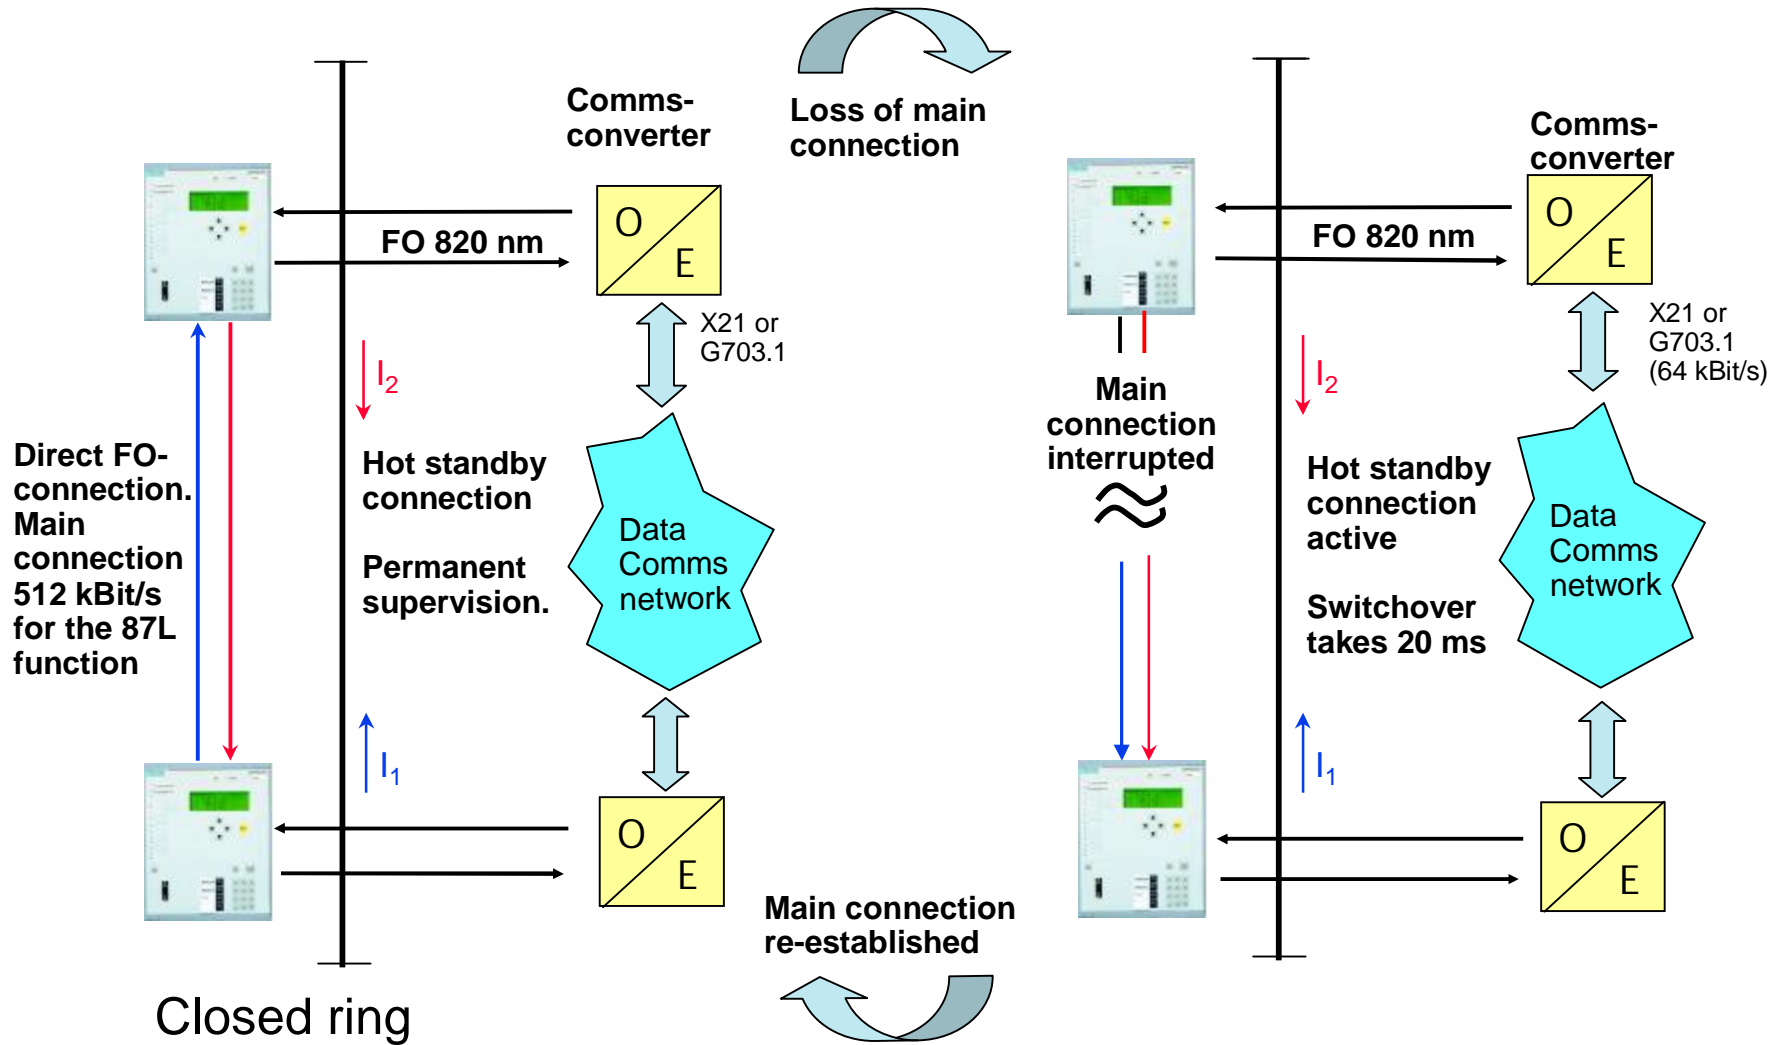 Comms-
converter
Loss of main
connection
Comms-
converter
O
E
FO 820 nm
X21 or
G703.1
I2
Direct FO-
connection.
Main
connection
512 kBit/s
for the 87L
function
Hot standby
connection
Permanent
supervision.
Data
Comms
network
I1
O
E
Closed ring
Main connection
re-established
O
E
FO 820 nm
X21 or
G703.1
(64 kBit/s)
I2
Main
connection
interrupted
Hot standby
connection
active
Switchover
takes 20 ms
Data
Comms
network
I1
O
E